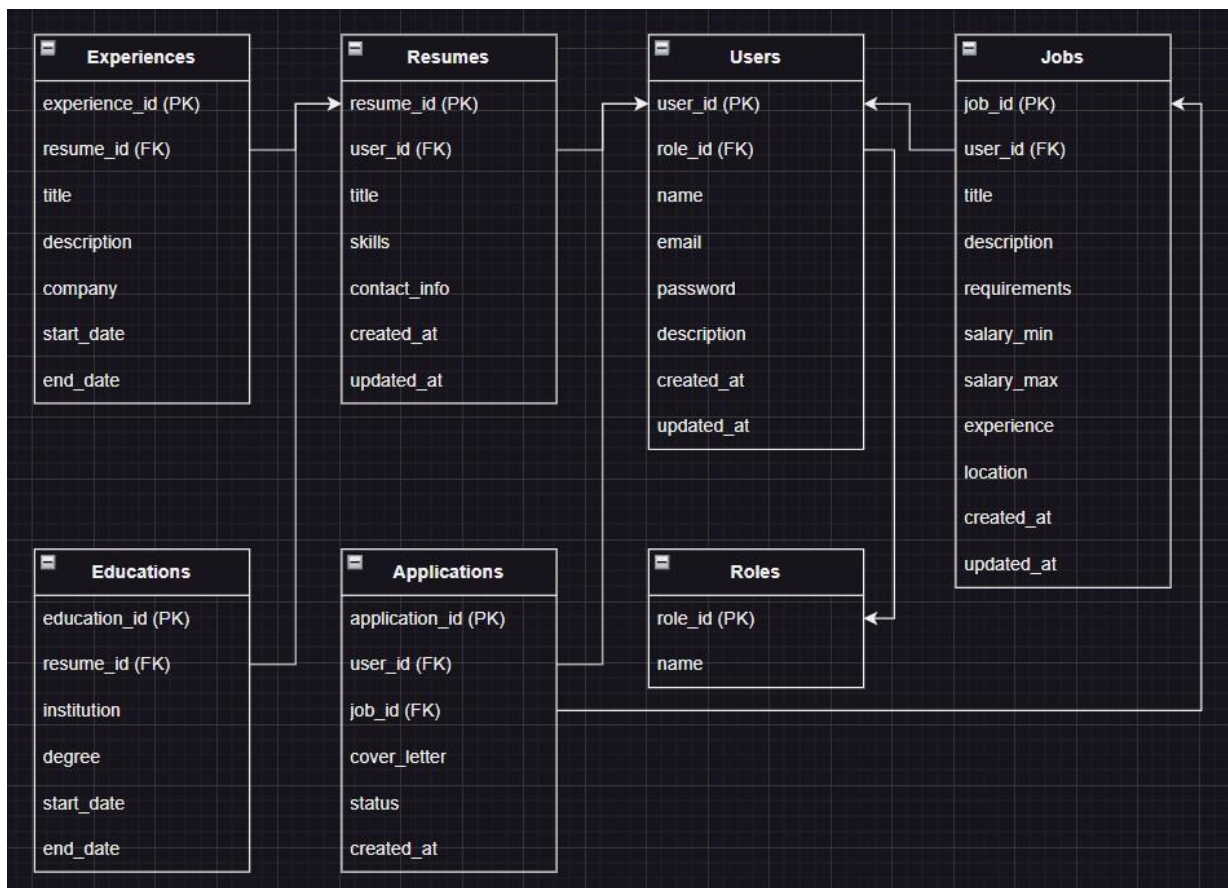 Experiences
experience_id (PK)
resume_id (FK)
title
description
company
start_date
end_date
Resumes
resume_id (PK)
user_id (FK)
title
skills
contact_info
created_at
updated_at
Users
user_id (PK)
role_id (FK)
name
email
password
description
created_at
updated_at
Jobs
job_id (PK)
user_id (FK)
title
description
requirements
salary_min
salary_max
experience
location
created_at
updated_at
Educations
education_id (PK)
resume_id (FK)
institution
degree
start_date
end_date
Applications
application_id (PK)
user_id (FK)
job_id (FK)
cover_letter
status
created_at
Roles
role_id (PK)
name